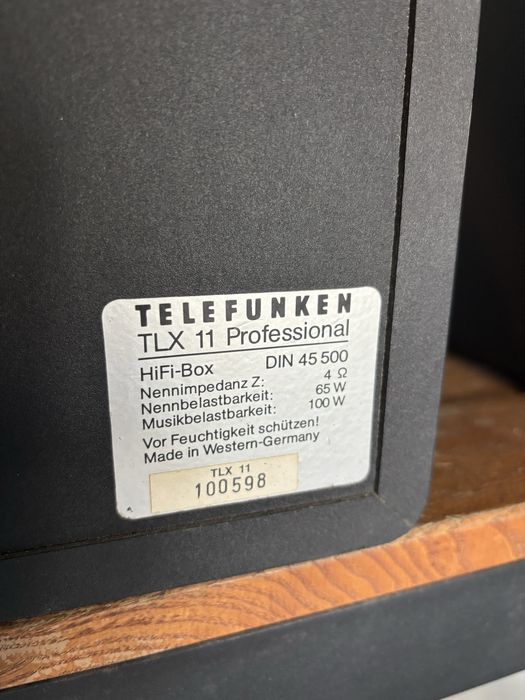 TELEFUNKEN
TLX 11 Professional
HiFi-Box DIN 45 500
Nennimpedanz Z: 4 Ω
Nennbelastbarkeit: 65 W
Musikbelastbarkeit: 100 W
Vor Feuchtigkeit schützen!
Made in Western-Germany
TLX 11
100598